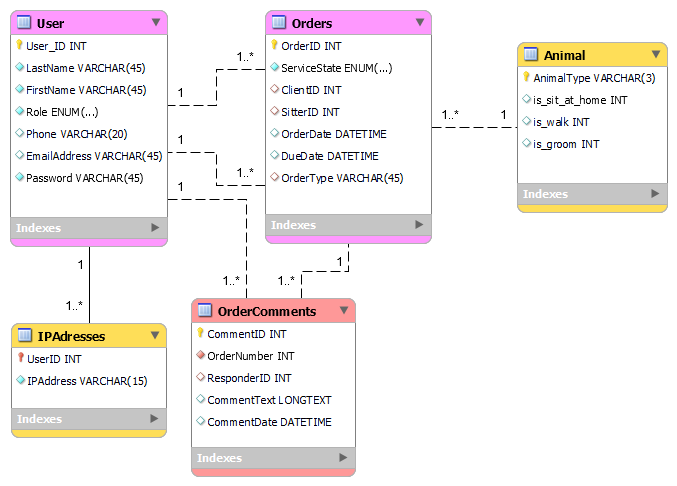 User
User_ID INT
LastName VARCHAR(45)
FirstName VARCHAR(45)
Role ENUM(...)
Phone VARCHAR(20)
EmailAddress VARCHAR(45)
Password VARCHAR(45)
Indexes
1
1..*
1
1..*
1
1..*
Orders
OrderID INT
ServiceState ENUM(...)
ClientID INT
SitterID INT
OrderDate DATETIME
DueDate DATETIME
OrderType VARCHAR(45)
Indexes
1..*
1
Animal
AnimalType VARCHAR(3)
is_sit_at_home INT
is_walk INT
is_groom INT
Indexes
1
1..*
1
1..*
IPAdresses
UserID INT
IPAddress VARCHAR(15)
Indexes
OrderComments
CommentID INT
OrderNumber INT
ResponderID INT
CommentText LONGTEXT
CommentDate DATETIME
Indexes